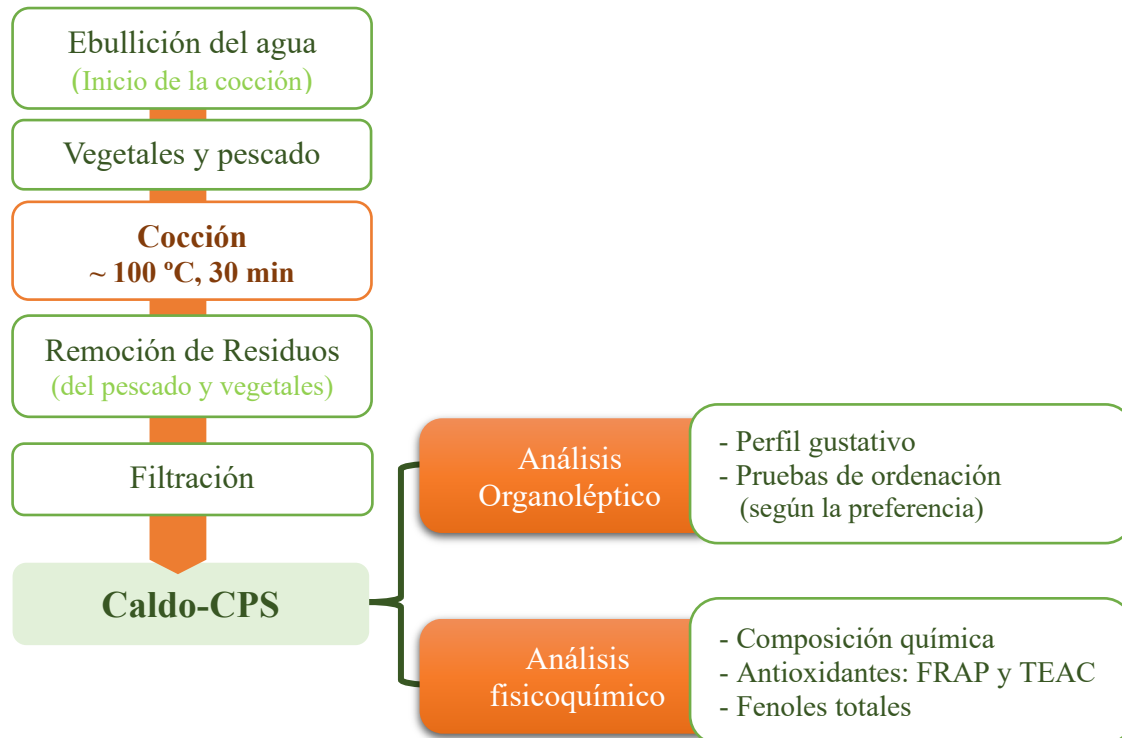 Ebullición del agua
(Inicio de la cocción)
Vegetales y pescado
Cocción
~ 100 ºC, 30 min
Remoción de Residuos
(del pescado y vegetales)
Filtración
Caldo-CPS
Análisis
Organoléptico
- Perfil gustativo
- Pruebas de ordenación
(según la preferencia)
Análisis
fisicoquímico
- Composición química
- Antioxidantes: FRAP y TEAC
- Fenoles totales